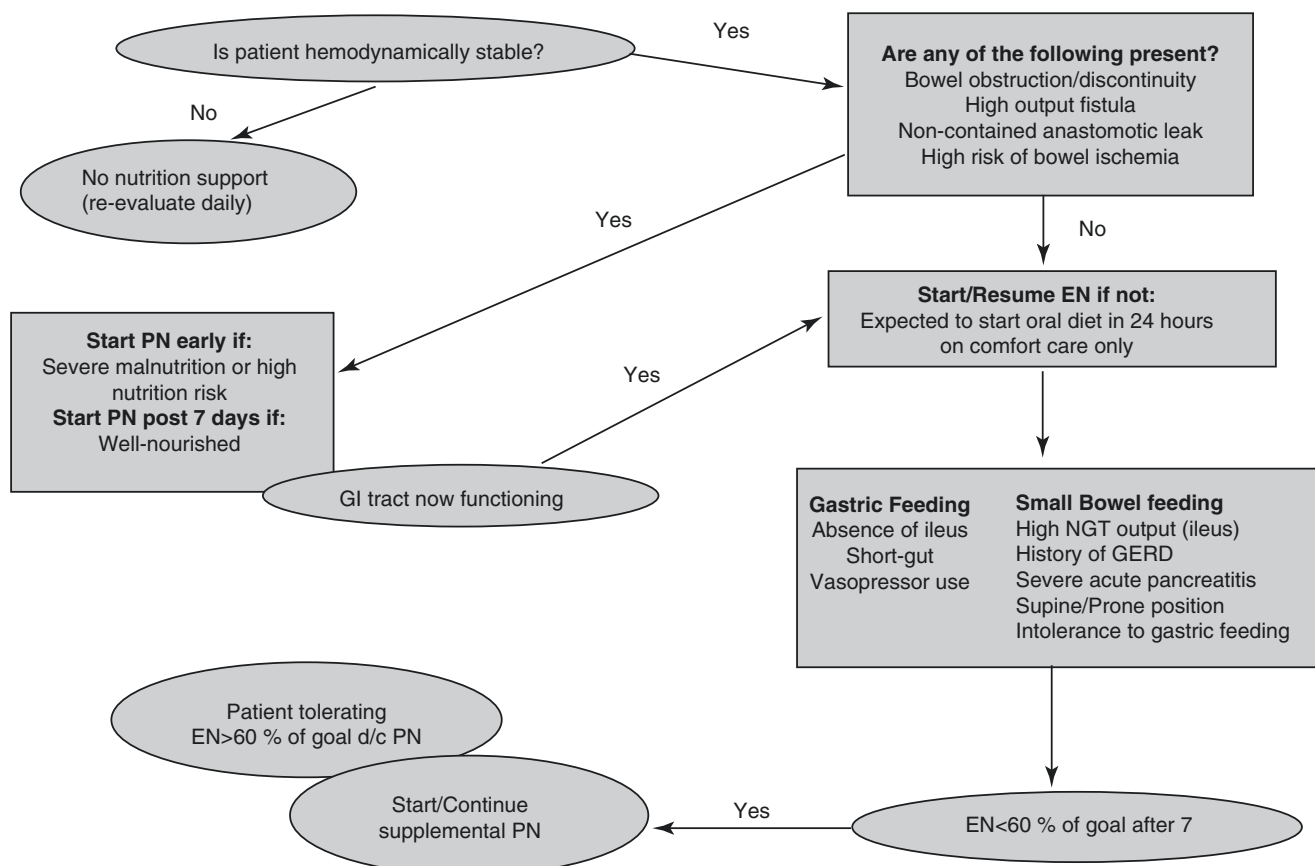 Is patient hemodynamically stable?
Yes
No
No nutrition support
(re-evaluate daily)
Are any of the following present?
Bowel obstruction/discontinuity
High output fistula
Non-contained anastomotic leak
High risk of bowel ischemia
Yes
No
Start PN early if:
Severe malnutrition or high
nutrition risk
Start PN post 7 days if:
Well-nourished
GI tract now functioning
Yes
Start/Resume EN if not:
Expected to start oral diet in 24 hours
on comfort care only
Gastric Feeding
Absence of ileus
Short-gut
Vasopressor use
Small Bowel feeding
High NGT output (ileus)
History of GERD
Severe acute pancreatitis
Supine/Prone position
Intolerance to gastric feeding
EN<60 % of goal after 7
Yes
Start/Continue
supplemental PN
Patient tolerating
EN>60 % of goal d/c PN